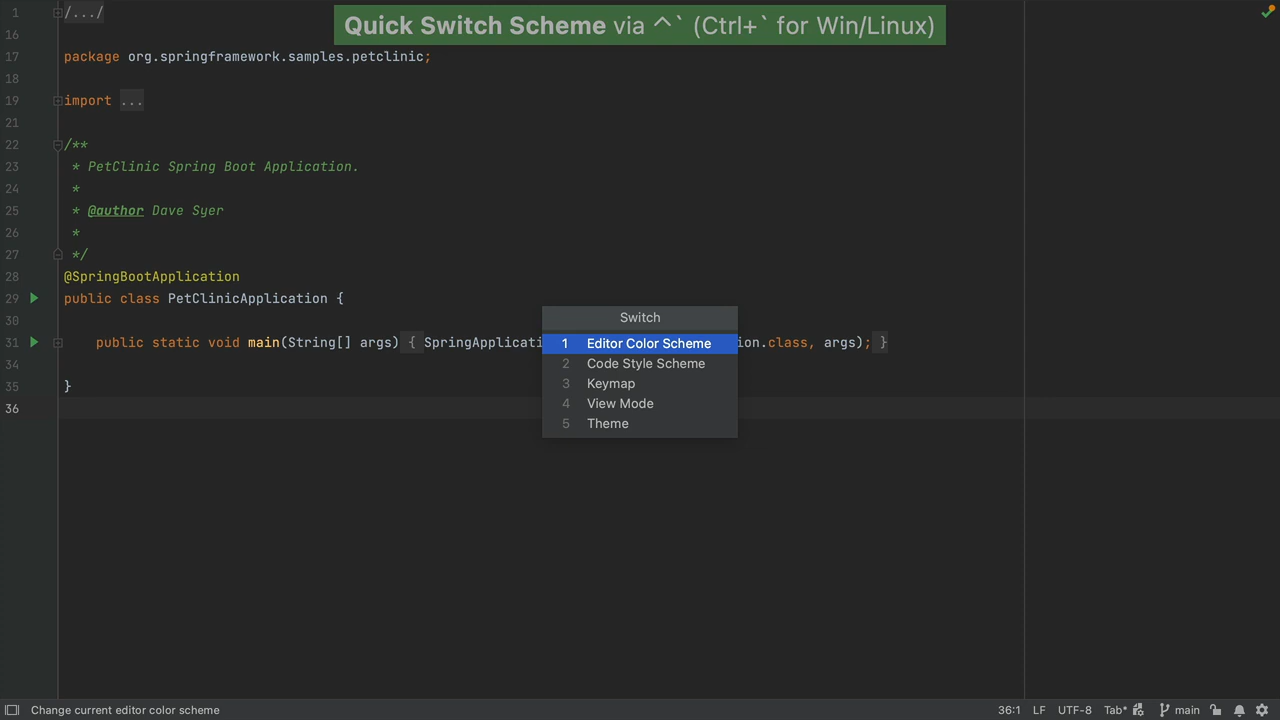 Quick Switch Scheme via ^` (Ctrl+` for Win/Linux)
1 /.../
16
17 package org.springframework.samples.petclinic;
18
19 import ...
21
22 /**
23 * PetClinic Spring Boot Application.
24 *
25 * @author Dave Syer
26 *
27 */
28 @SpringBootApplication
29 public class PetClinicApplication {
30
31 public static void main(String[] args) { SpringApplicati on.class, args); }
34
35 }
36
Switch
1 Editor Color Scheme
2 Code Style Scheme
3 Keymap
4 View Mode
5 Theme
Change current editor color scheme 36:1 LF UTF-8 Tab* main